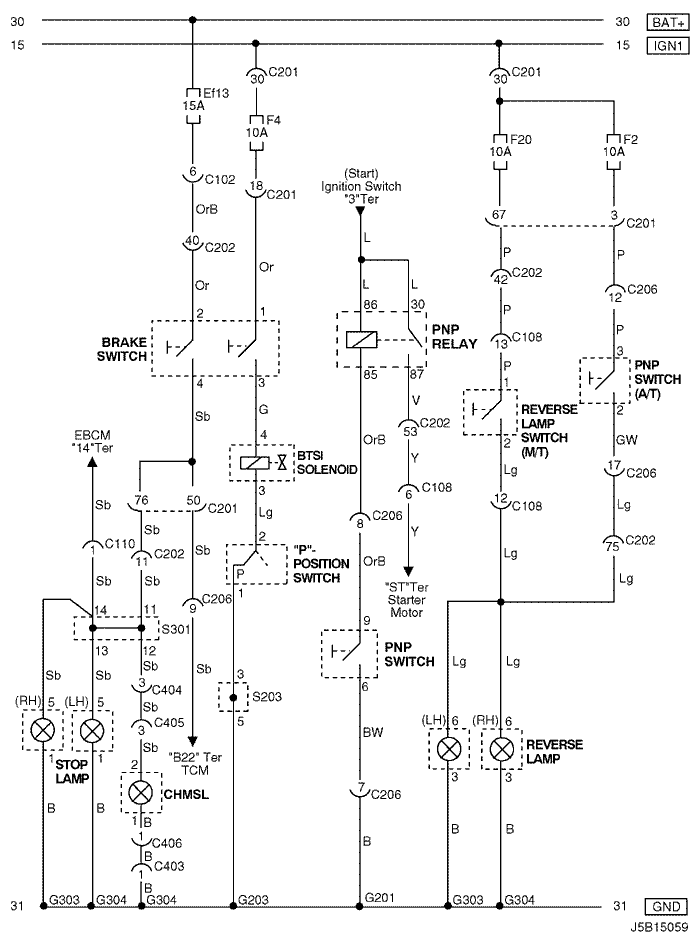 30 30 BAT+
15 15 IGN1
C201 C201
30 30
Ef13
15A
F4
10A
F20
10A
F2
10A
6 C102
18 C201
(Start)
Ignition Switch
"3"Ter
OrB
67 3 C201
40 C202
L
P P
C202
42
C206
12
Or Or
L L
86 30
P P
2 1
BRAKE
SWITCH
PNP
RELAY
C108
13
3
PNP
SWITCH
(A/T)
4 3
85 87
P
1
2
REVERSE
LAMP
SWITCH
(M/T)
Sb G
V
C202
53
GW
EBCM
"14"Ter
4
BTSI
SOLENOID
OrB
2
3
Y
Lg
17
C206
76 50 C201
Sb
Lg
C108
6
12
C108
Lg
C206
8
Sb Sb
2
"P"-
POSITION
SWITCH
Y
C110
1
C202
11
P
1
C202
75
Lg
Sb Sb
OrB
"ST"Ter
Starter
Motor
Lg
C206
9
14 11
S301
9
PNP
SWITCH
13 12
Sb Sb Sb
Sb
3
S203
5
6
Lg Lg
3
C404
(RH) 5 (LH) 5
Sb
C405
3
(LH) 6 (RH) 6
REVERSE
LAMP
BW
1 1
STOP
LAMP
Sb
"B22" Ter
TCM
2
CHMSL
3 3
7
C206
1 B
B B
1
C406
B
B B
B
C403
1
B
31 G303 G304 G304 G203 G201 G303 G304 31 GND
J5B15059